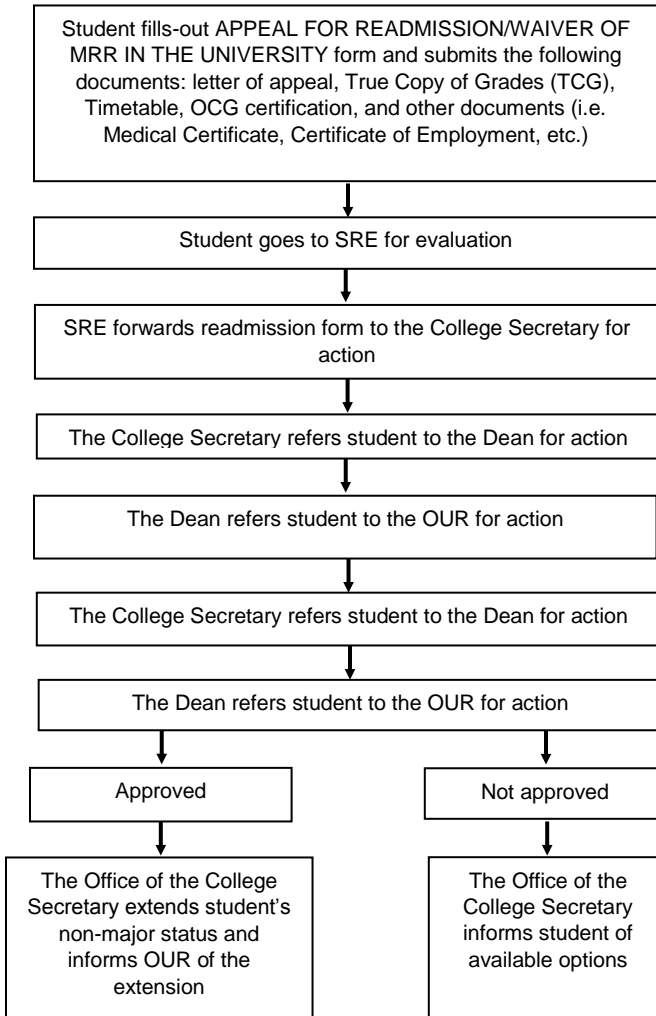 Student fills-out APPEAL FOR READMISSION/WAIVER OF
MRR IN THE UNIVERSITY form and submits the following
documents: letter of appeal, True Copy of Grades (TCG),
Timetable, OCG certification, and other documents (i.e.
Medical Certificate, Certificate of Employment, etc.)
Student goes to SRE for evaluation
SRE forwards readmission form to the College Secretary for
action
The College Secretary refers student to the Dean for action
The Dean refers student to the OUR for action
The College Secretary refers student to the Dean for action
The Dean refers student to the OUR for action
Approved
Not approved
The Office of the College
Secretary extends student's
non-major status and
informs OUR of the
extension
The Office of the
College Secretary
informs student of
available options